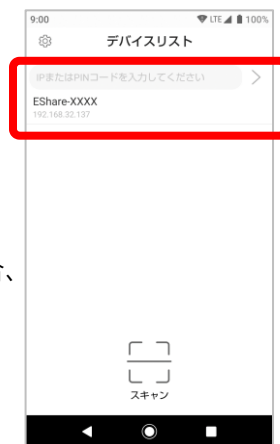 9:00 LTE 100%
デバイスリスト
IPまたはPINコードを入力してください
EShare-XXXX
192.168.32.137
合、
スキャン